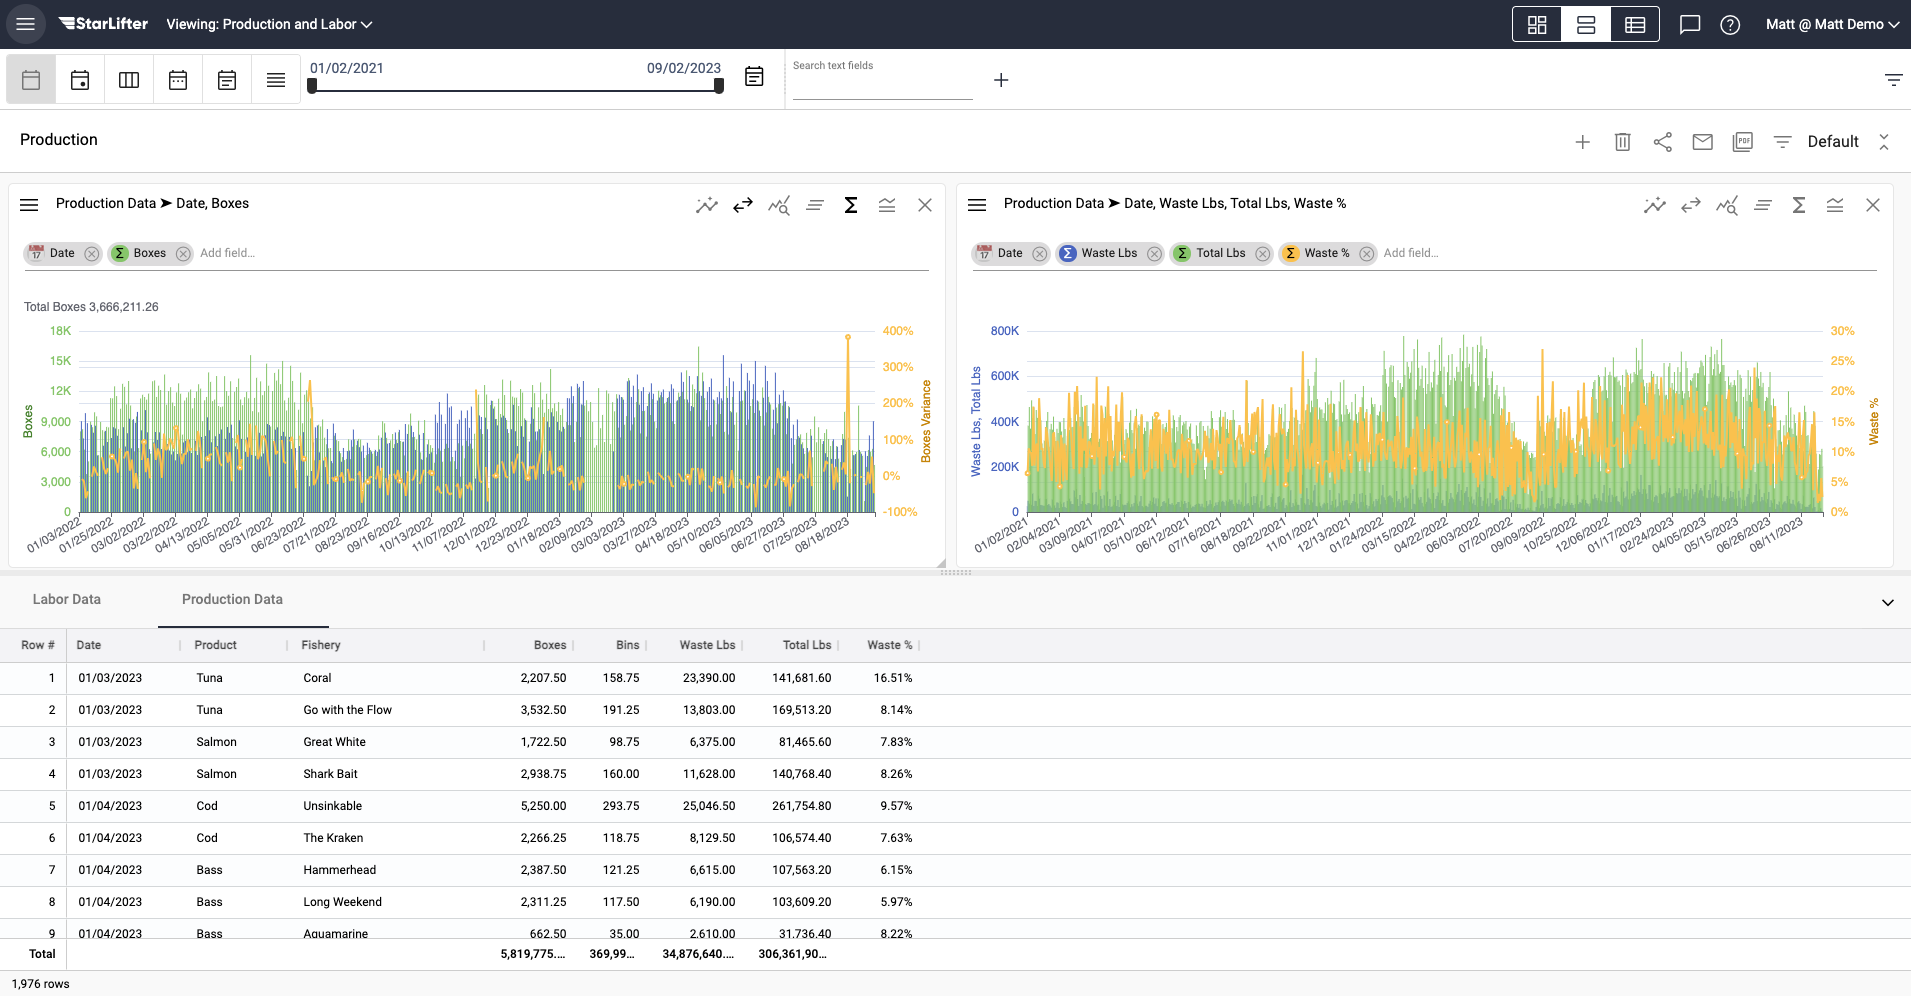 StarLifter Viewing: Production and Labor Matt @ Matt Demo
01/02/2021 09/02/2023 Search text fields
Production Default
Production Data ➤ Date, Boxes
Date Boxes Add field...
Total Boxes 3,666,211.26
18K
15K
12K
9,000
6,000
3,000
0
Boxes
400%
300%
200%
100%
0%
-100%
Boxes Variance
01/03/2022 01/25/2022 03/02/2022 03/22/2022 04/13/2022 05/05/2022 05/31/2022 06/23/2022 07/21/2022 08/23/2022 09/16/2022 10/13/2022 11/07/2022 12/01/2022 12/23/2022 01/18/2023 02/09/2023 03/03/2023 03/27/2023 04/18/2023 05/10/2023 06/05/2023 06/27/2023 07/25/2023 08/18/2023
Production Data ➤ Date, Waste Lbs, Total Lbs, Waste %
Date Waste Lbs Total Lbs Waste % Add field...
800K
600K
400K
200K
0
Waste Lbs, Total Lbs
30%
25%
20%
15%
10%
5%
0%
Waste %
01/02/2021 02/04/2021 03/09/2021 04/07/2021 05/10/2021 06/12/2021 07/16/2021 08/18/2021 09/22/2021 11/01/2021 12/13/2021 01/24/2022 03/15/2022 04/22/2022 06/03/2022 07/20/2022 09/09/2022 10/25/2022 12/06/2022 01/17/2023 02/24/2023 04/05/2023 05/15/2023 06/26/2023 08/11/2023
Labor Data Production Data
Row # Date Product Fishery Boxes Bins Waste Lbs Total Lbs Waste %
1 01/03/2023 Tuna Coral 2,207.50 158.75 23,390.00 141,681.60 16.51%
2 01/03/2023 Tuna Go with the Flow 3,532.50 191.25 13,803.00 169,513.20 8.14%
3 01/03/2023 Salmon Great White 1,722.50 98.75 6,375.00 81,465.60 7.83%
4 01/03/2023 Salmon Shark Bait 2,938.75 160.00 11,628.00 140,768.40 8.26%
5 01/04/2023 Cod Unsinkable 5,250.00 293.75 25,046.50 261,754.80 9.57%
6 01/04/2023 Cod The Kraken 2,266.25 118.75 8,129.50 106,574.40 7.63%
7 01/04/2023 Bass Hammerhead 2,387.50 121.25 6,615.00 107,563.20 6.15%
8 01/04/2023 Bass Long Weekend 2,311.25 117.50 6,190.00 103,609.20 5.97%
9 01/04/2023 Bass Aquamarine 662.50 35.00 2,610.00 31,736.40 8.22%
Total 5,819,775.... 369,99... 34,876,640.... 306,361,90...
1,976 rows